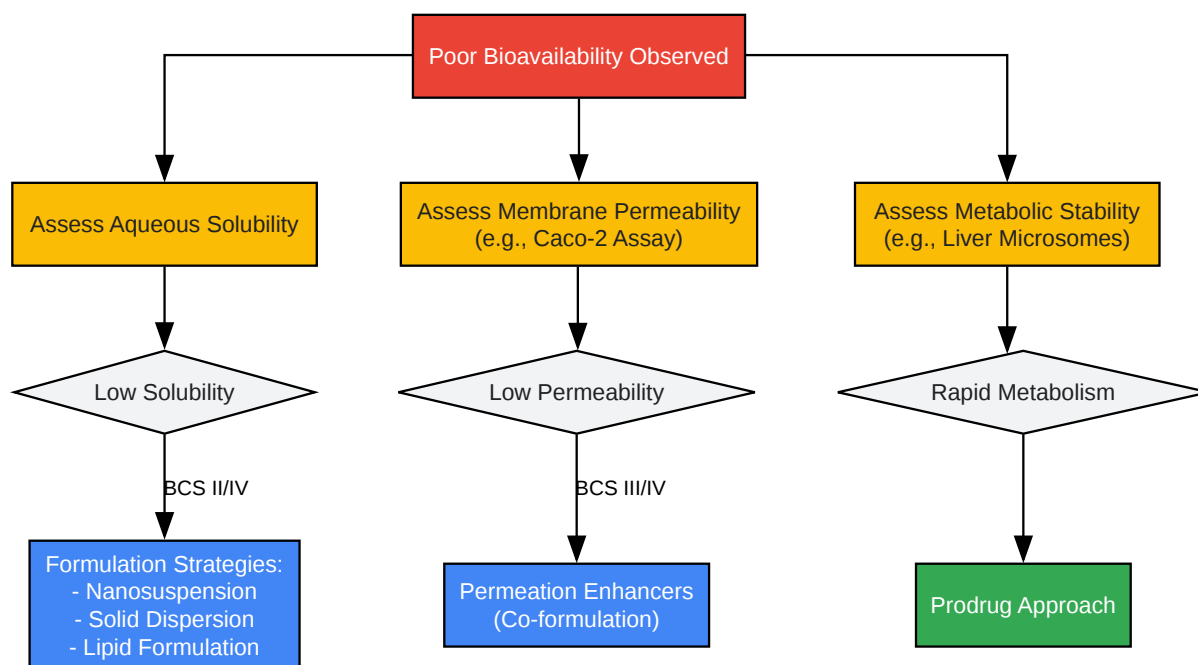 Poor Bioavailability Observed
Assess Aqueous Solubility
Assess Membrane Permeability
(e.g., Caco-2 Assay)
Assess Metabolic Stability
(e.g., Liver Microsomes)
Low Solubility
Low Permeability
Rapid Metabolism
BCS II/IV
BCS III/IV
Formulation Strategies:
- Nanosuspension
- Solid Dispersion
- Lipid Formulation
Permeation Enhancers
(Co-formulation)
Prodrug Approach